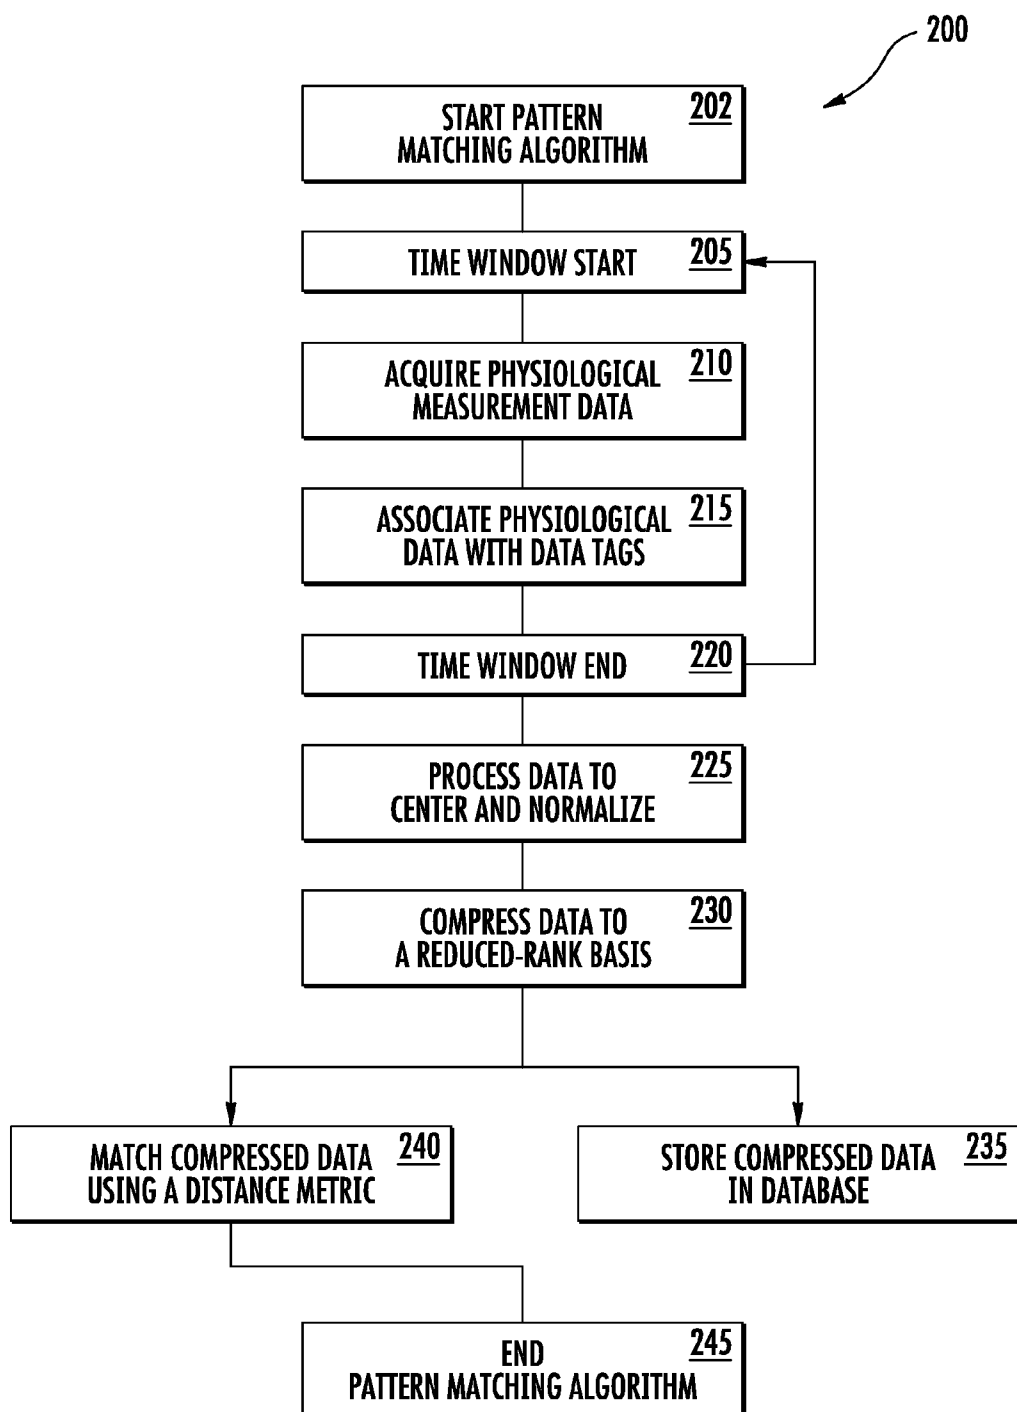 200
START PATTERN
MATCHING ALGORITHM
202
TIME WINDOW START
205
ACQUIRE PHYSIOLOGICAL
MEASUREMENT DATA
210
ASSOCIATE PHYSIOLOGICAL
DATA WITH DATA TAGS
215
TIME WINDOW END
220
PROCESS DATA TO
CENTER AND NORMALIZE
225
COMPRESS DATA TO
A REDUCED-RANK BASIS
230
MATCH COMPRESSED DATA
USING A DISTANCE METRIC
240
STORE COMPRESSED DATA
IN DATABASE
235
END
PATTERN MATCHING ALGORITHM
245